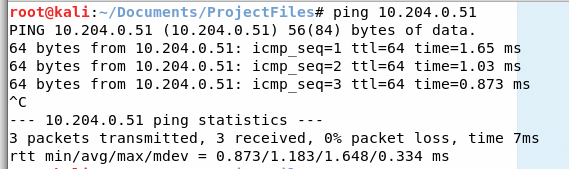 root@kali:~/Documents/ProjectFiles# ping 10.204.0.51
PING 10.204.0.51 (10.204.0.51) 56(84) bytes of data.
64 bytes from 10.204.0.51: icmp_seq=1 ttl=64 time=1.65 ms
64 bytes from 10.204.0.51: icmp_seq=2 ttl=64 time=1.03 ms
64 bytes from 10.204.0.51: icmp_seq=3 ttl=64 time=0.873 ms
^C
--- 10.204.0.51 ping statistics ---
3 packets transmitted, 3 received, 0% packet loss, time 7ms
rtt min/avg/max/mdev = 0.873/1.183/1.648/0.334 ms